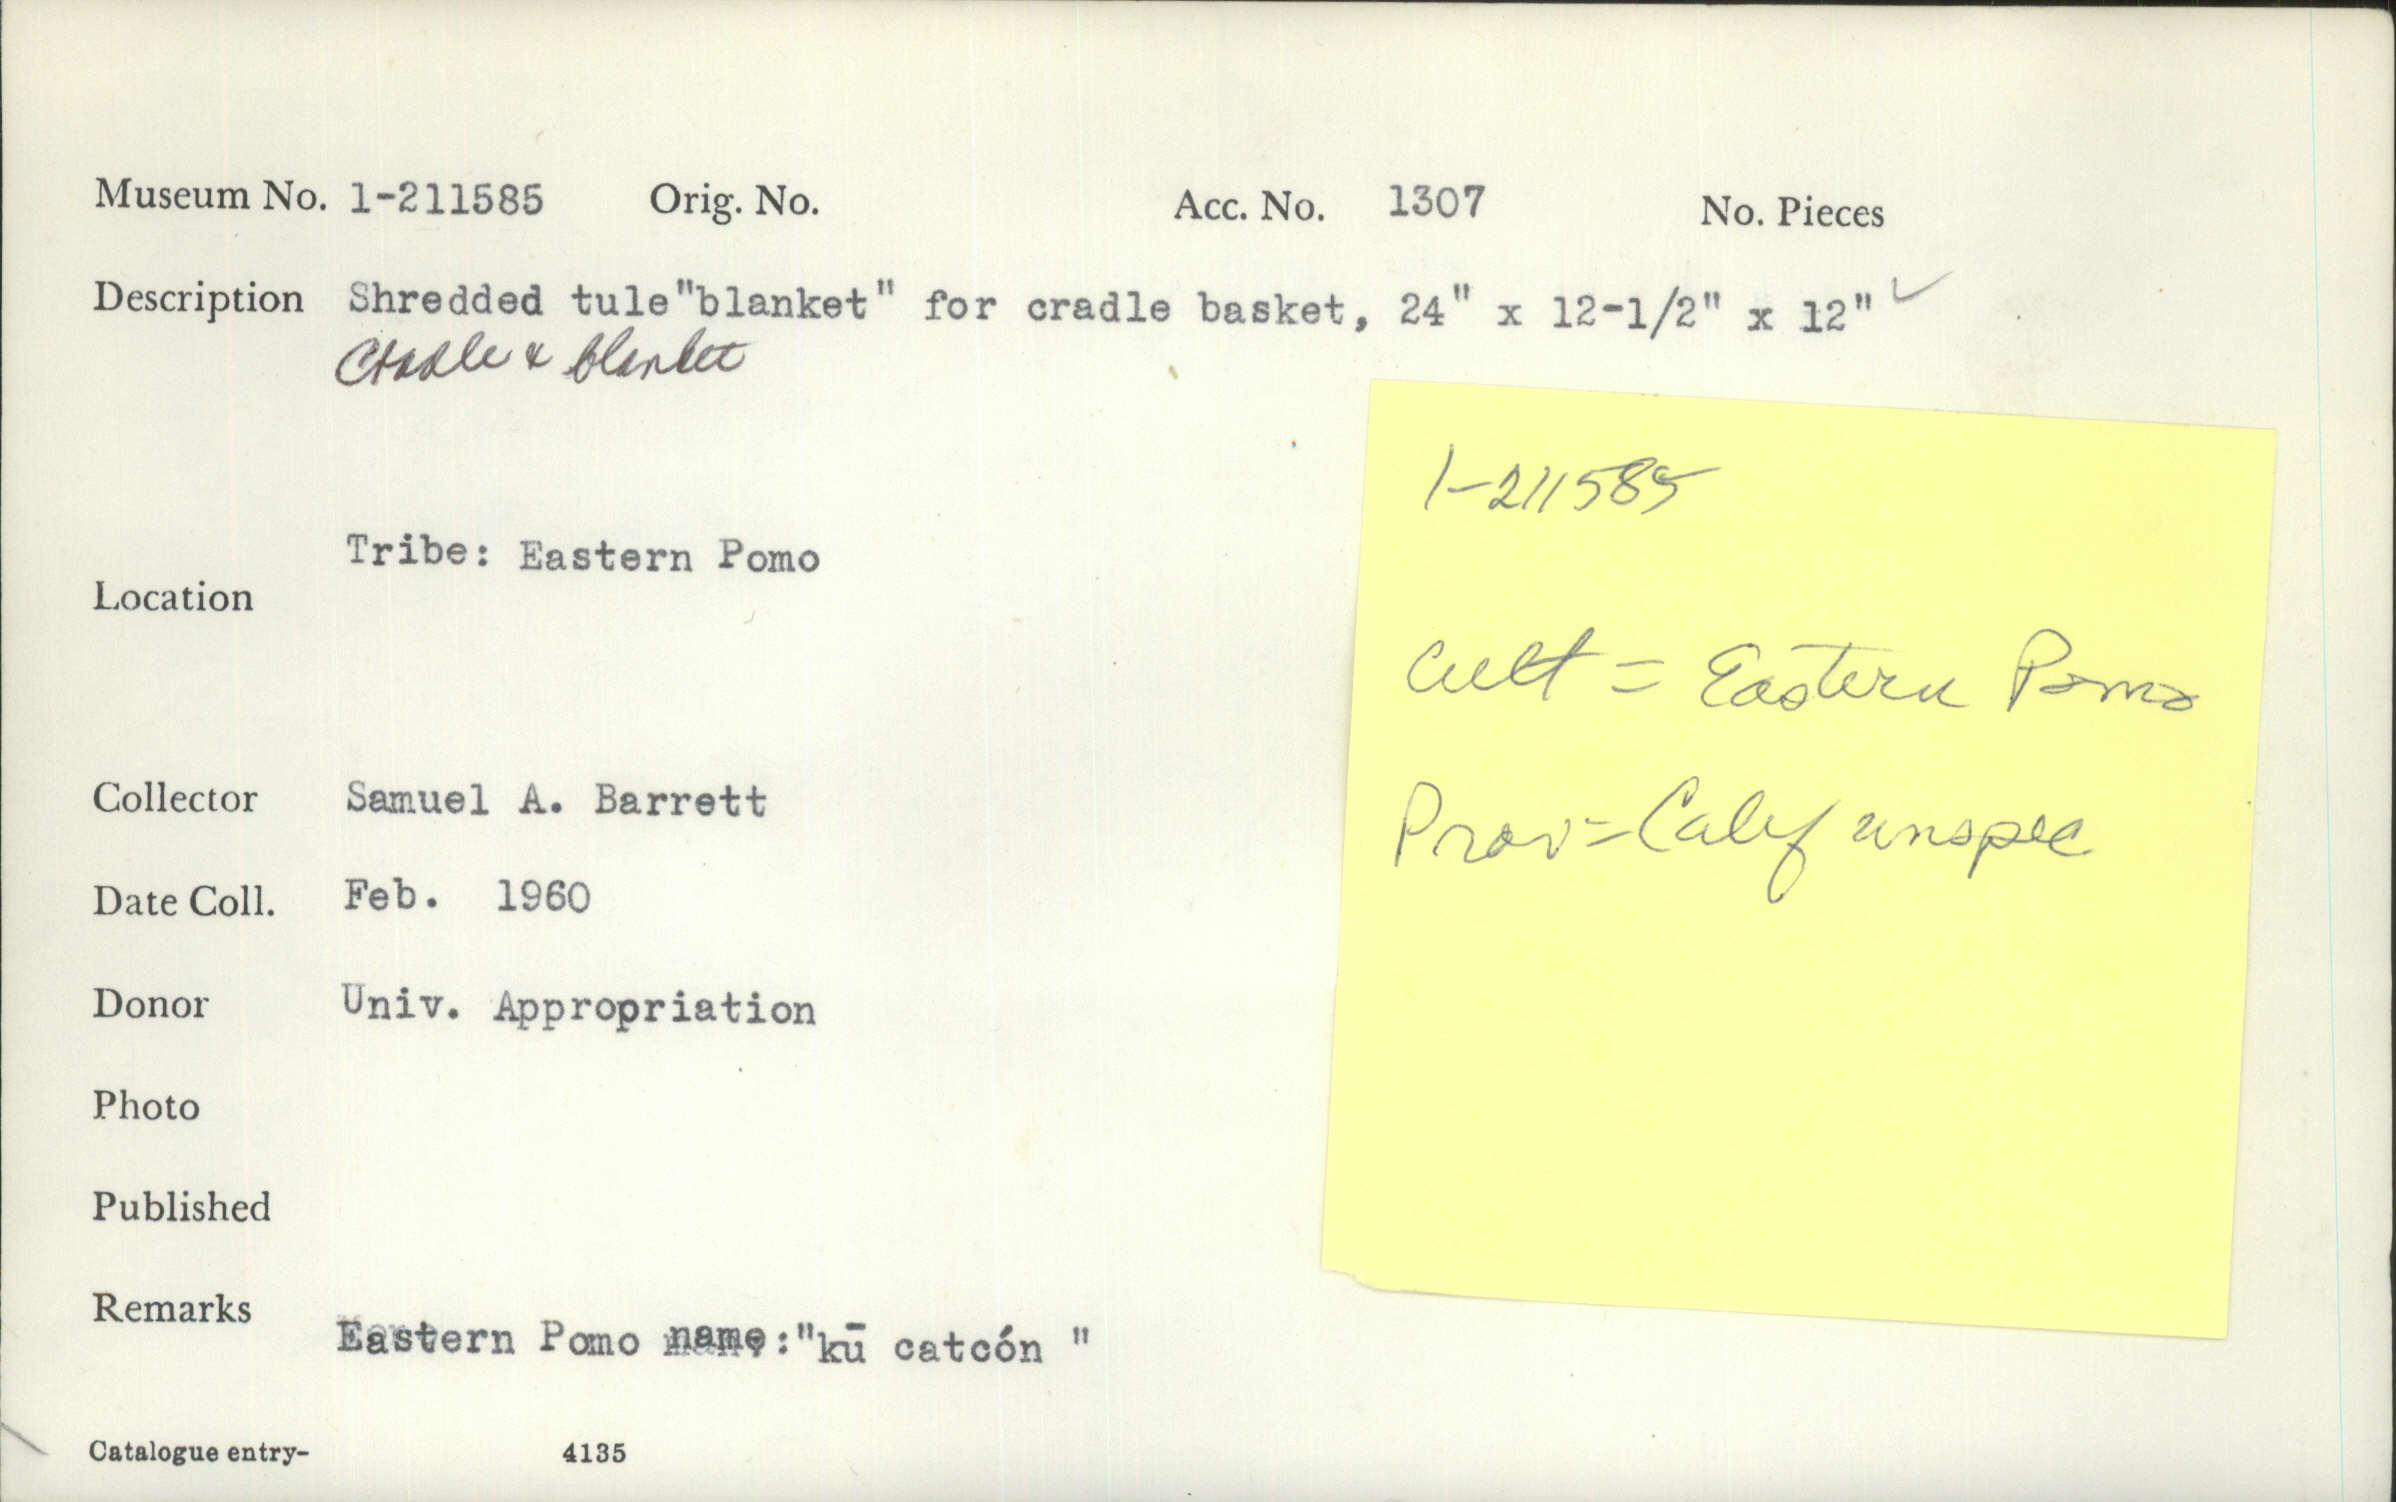 Museum No. 1-211585 Orig. No. Acc. No. 1307 No. Pieces
Description Shredded tule"blanket" for cradle basket, 24" x 12-1/2" x 12" ✓
Cradle & blanket
1-211585
Tribe: Eastern Pomo
Location
Cult = Eastern Pomo
Prov = Calif unspec
Collector Samuel A. Barrett
Date Coll. Feb. 1960
Donor Univ. Appropriation
Photo
Published
Remarks
Eastern Pomo name:"kū catcón "
Catalogue entry- 4135